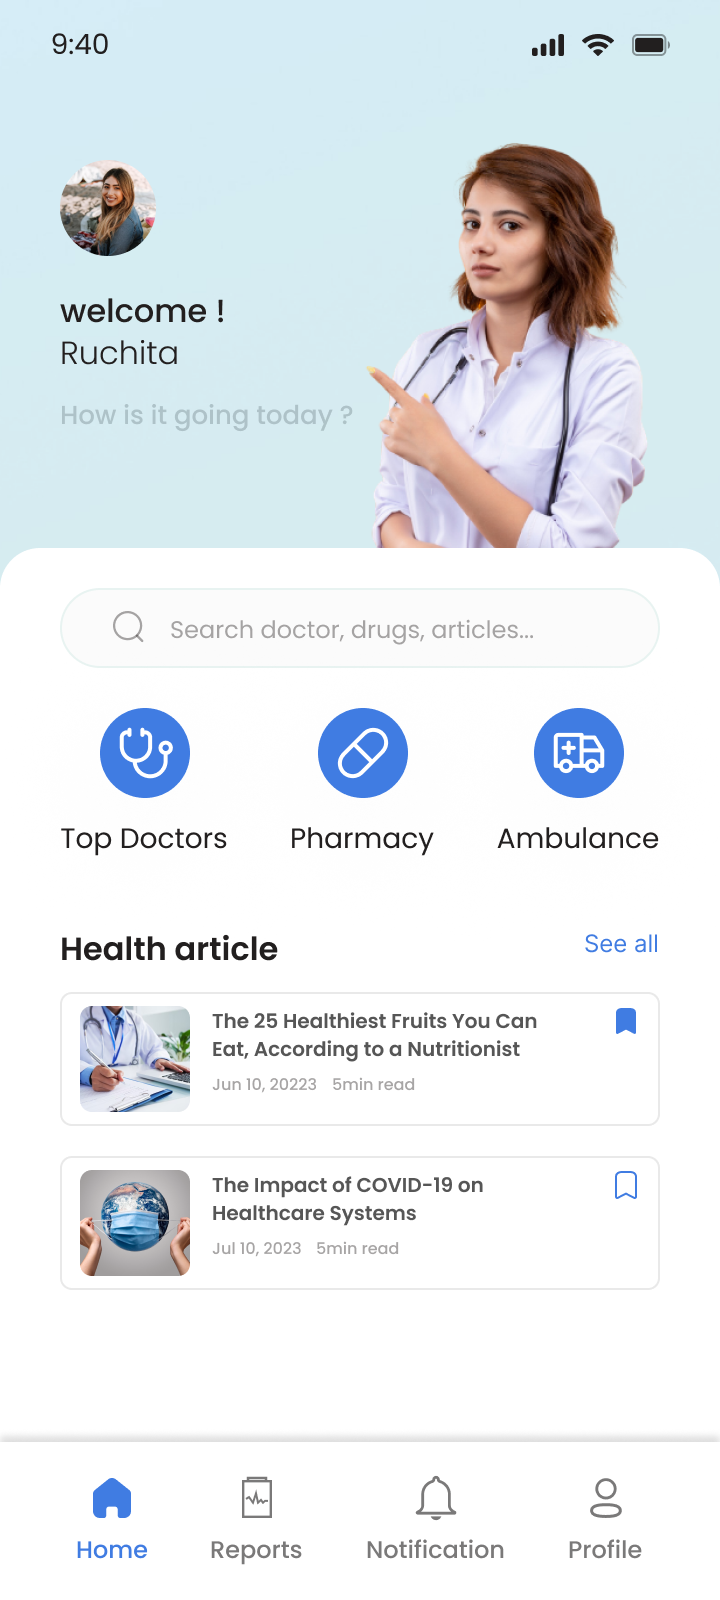 9:40
welcome !
Ruchita
How is it going today ?
Search doctor, drugs, articles...
Top Doctors
Pharmacy
Ambulance
Health article
See all
The 25 Healthiest Fruits You Can
Eat, According to a Nutritionist
Jun 10, 20223 5min read
The Impact of COVID-19 on
Healthcare Systems
Jul 10, 2023 5min read
Home
Reports
Notification
Profile